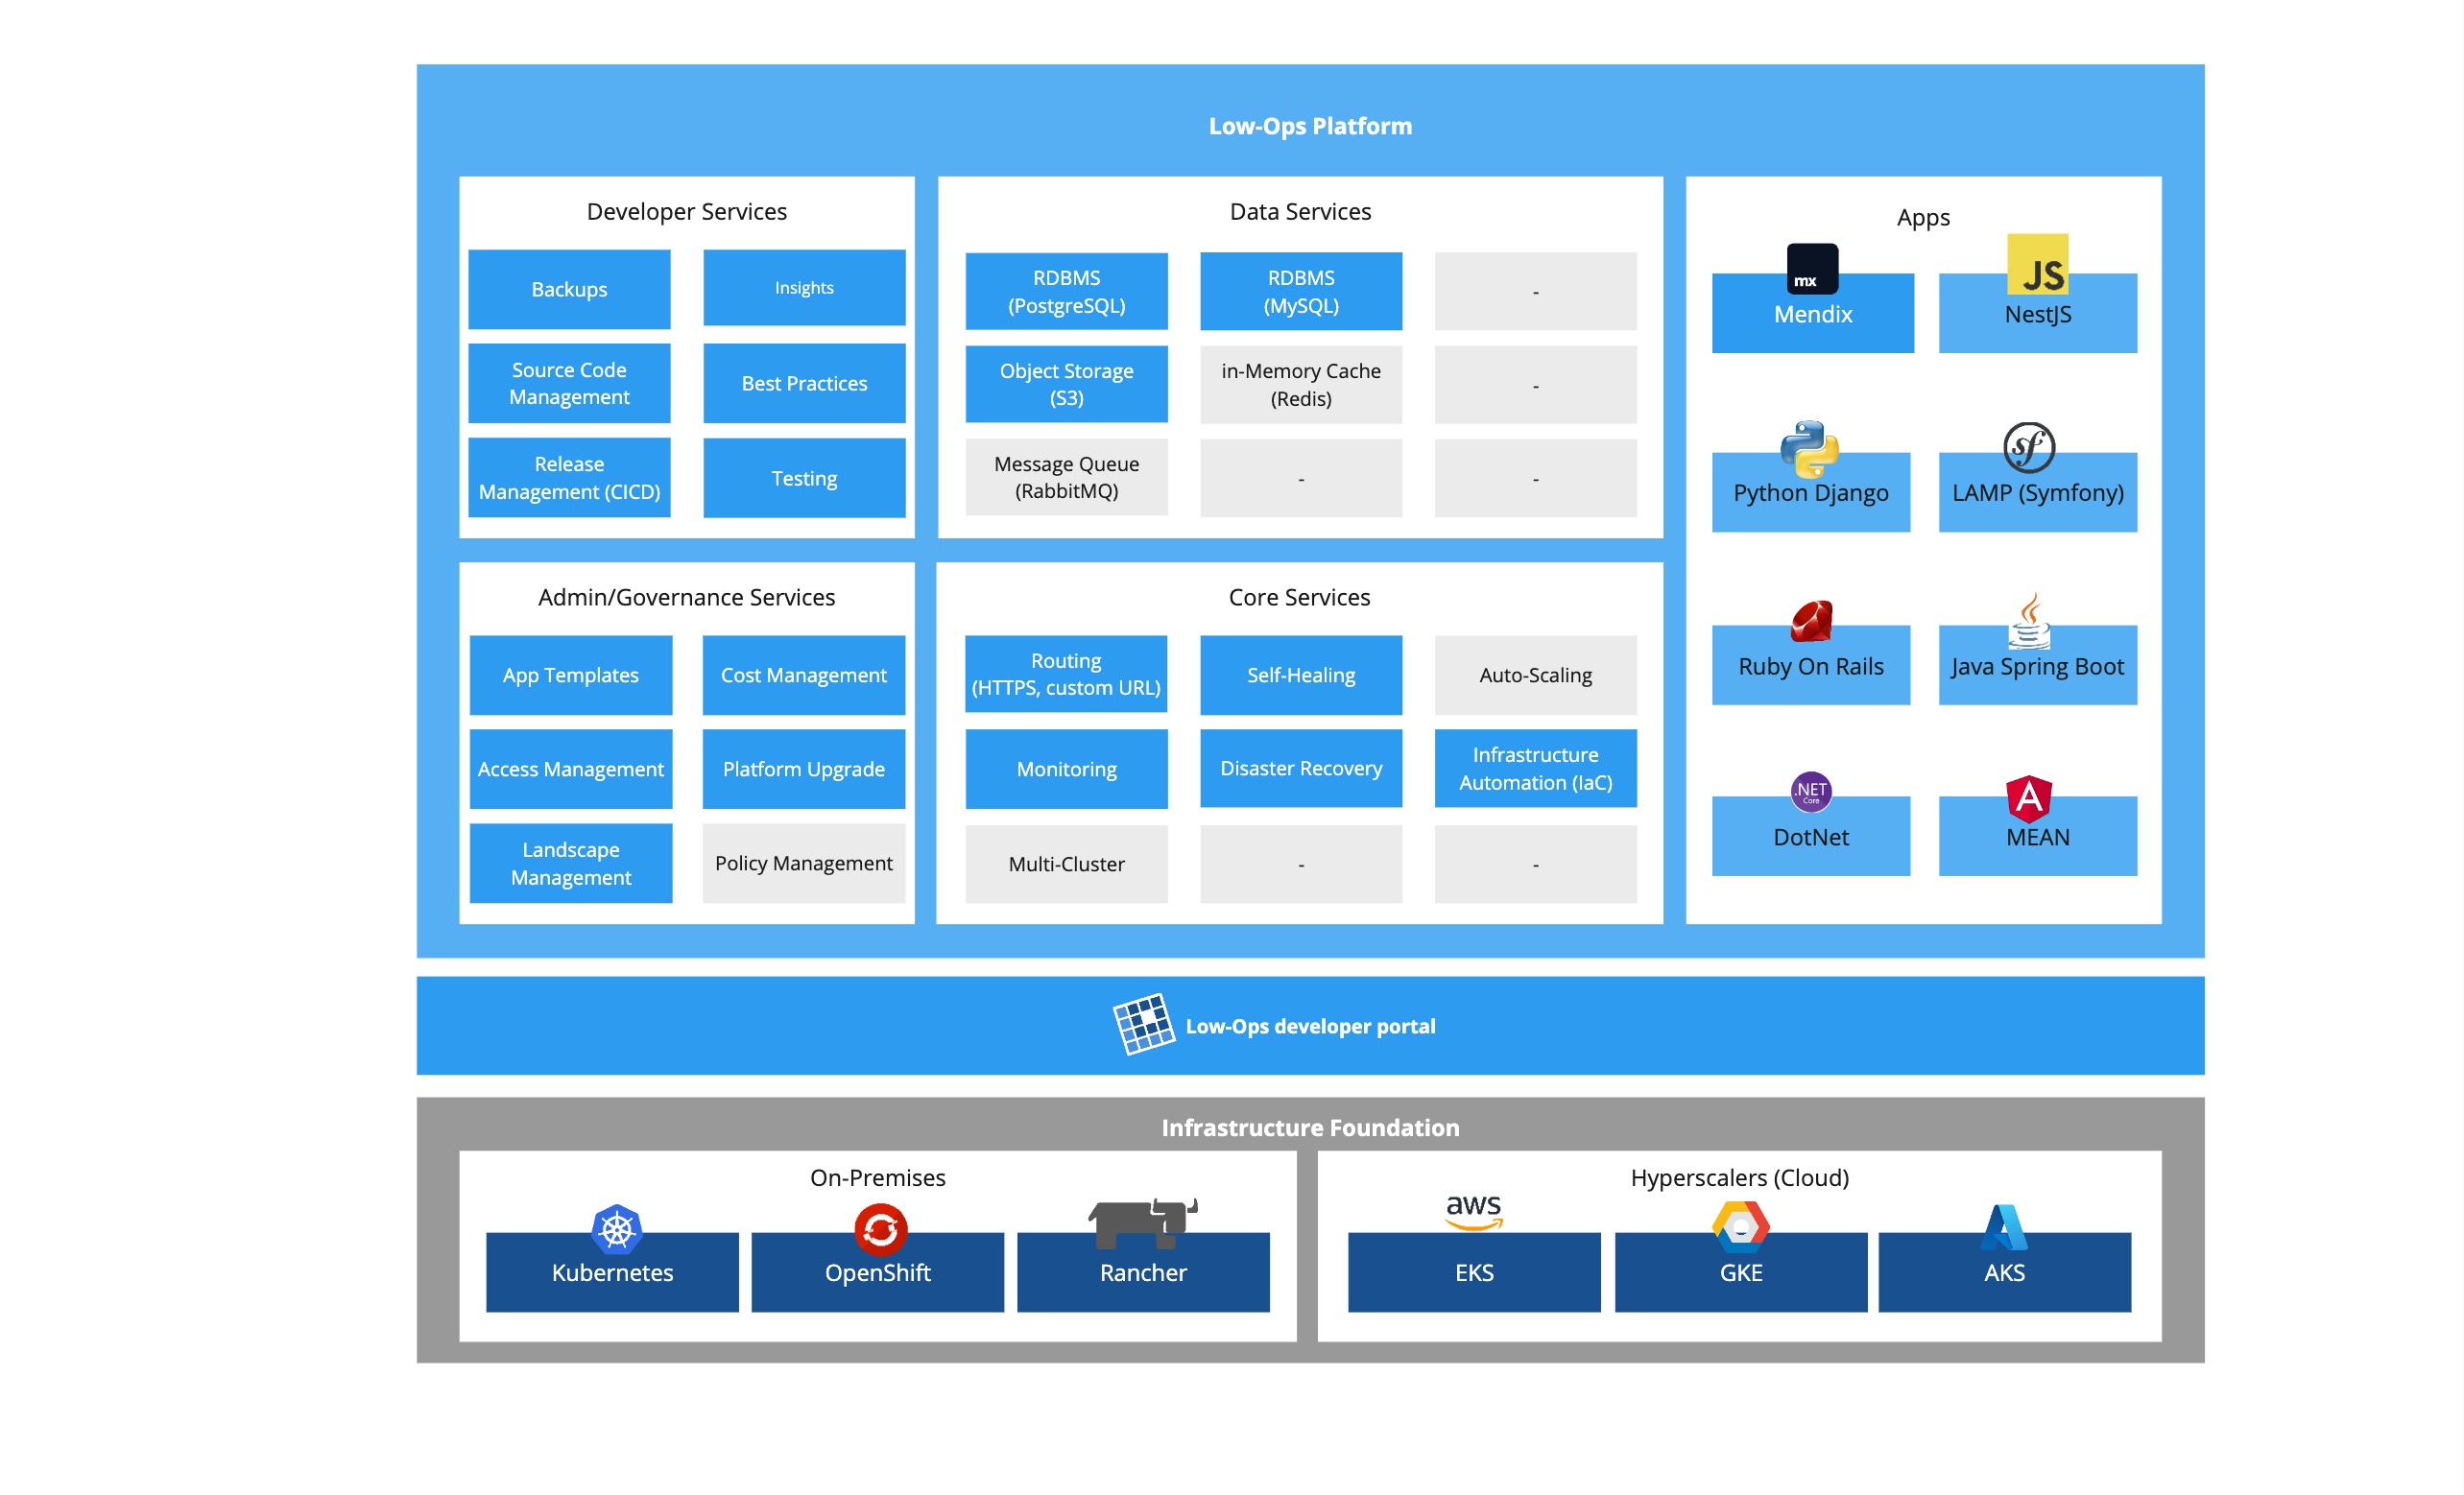 Low-Ops Platform
Developer Services
Backups
Insights
Source Code
Management
Best Practices
Release
Management (CICD)
Testing
Data Services
RDBMS
(PostgreSQL)
RDBMS
(MySQL)
-
Object Storage
(S3)
in-Memory Cache
(Redis)
-
Message Queue
(RabbitMQ)
-
-
Apps
mx
Mendix
JS
NestJS
Python Django
sf
LAMP (Symfony)
Ruby On Rails
Java Spring Boot
.NET
Core
DotNet
A
MEAN
Admin/Governance Services
App Templates
Cost Management
Access Management
Platform Upgrade
Landscape
Management
Policy Management
Core Services
Routing
(HTTPS, custom URL)
Self-Healing
Auto-Scaling
Monitoring
Disaster Recovery
Infrastructure
Automation (IaC)
Multi-Cluster
-
-
Low-Ops developer portal
Infrastructure Foundation
On-Premises
Kubernetes
OpenShift
Rancher
Hyperscalers (Cloud)
aws
EKS
GKE
AKS